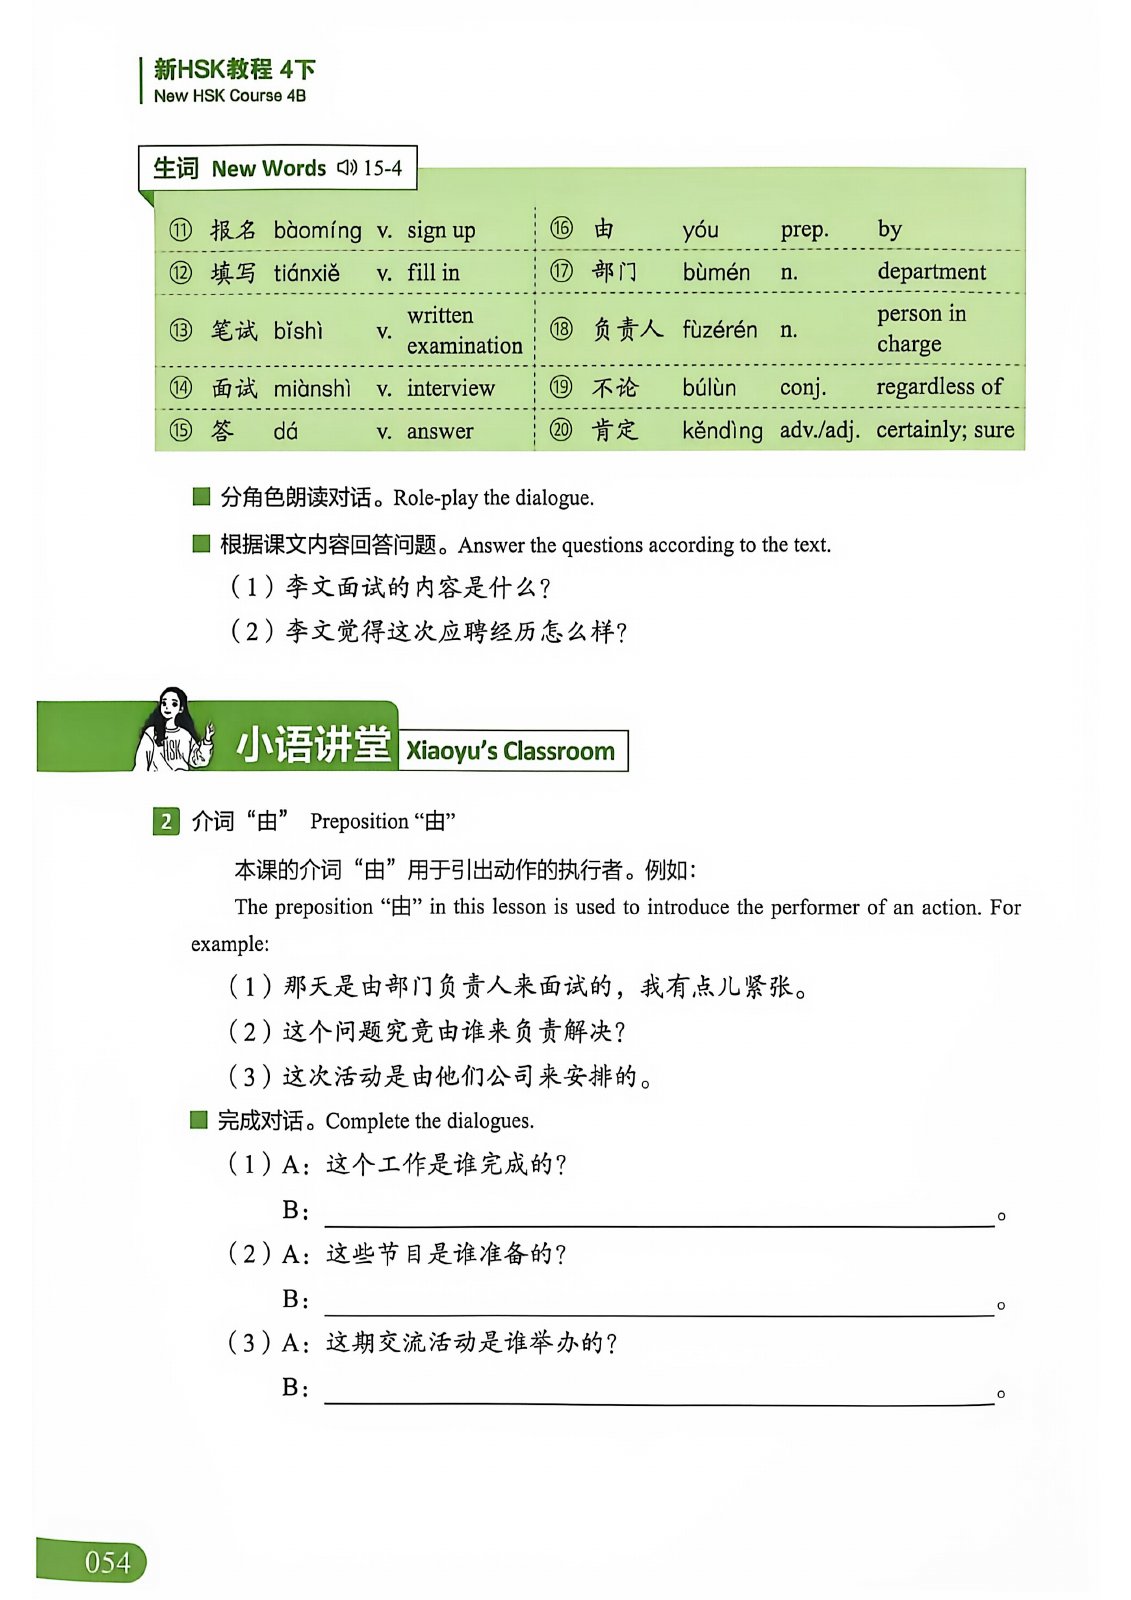 新HSK教程 4下
New HSK Course 4B
生词 New Words 15-4
⑪ 报名 bàomíng v. sign up
⑫ 填写 tiánxiě v. fill in
⑬ 笔试 bǐshì v. written examination
⑭ 面试 miànshì v. interview
⑮ 答 dá v. answer
⑯ 由 yóu prep. by
⑰ 部门 bùmén n. department
⑱ 负责人 fùzérén n. person in charge
⑲ 不论 búlùn conj. regardless of
⑳ 肯定 kěndìng adv./adj. certainly; sure
分角色朗读对话。Role-play the dialogue.
根据课文内容回答问题。Answer the questions according to the text.
（1）李文面试的内容是什么？
（2）李文觉得这次应聘经历怎么样？
HSK
小语讲堂 Xiaoyu's Classroom
2 介词“由” Preposition “由”
本课的介词“由”用于引出动作的执行者。例如：
The preposition “由” in this lesson is used to introduce the performer of an action. For
example:
（1）那天是由部门负责人来面试的，我有点儿紧张。
（2）这个问题究竟由谁来负责解决？
（3）这次活动是由他们公司来安排的。
完成对话。Complete the dialogues.
（1）A：这个工作是谁完成的？
B：。
（2）A：这些节目是谁准备的？
B：。
（3）A：这期交流活动是谁举办的？
B：。
054